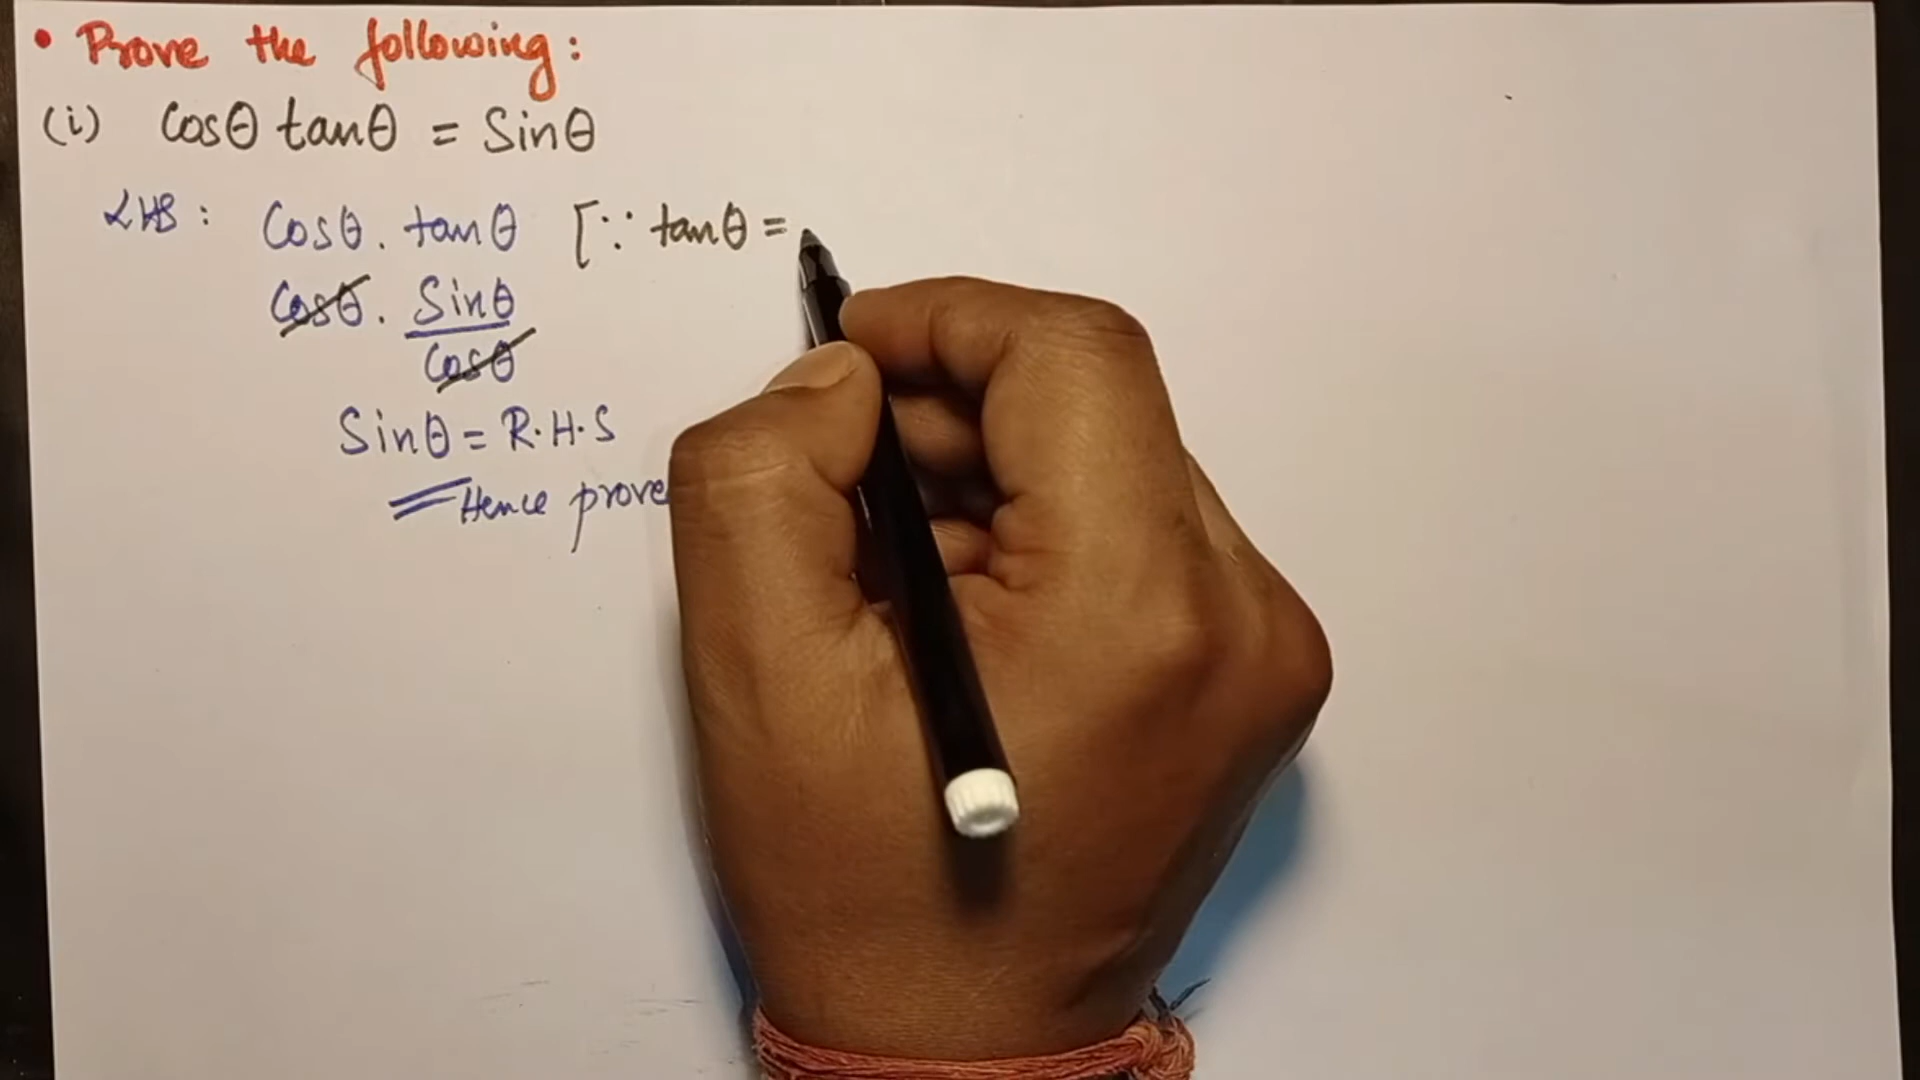 • Prove the following:
(i) Cosθ tanθ = Sinθ
LHS: Cosθ . tanθ [∵ tanθ =
Cosθ . Sinθ
Cosθ
Sinθ = R.H.S
Hence prove